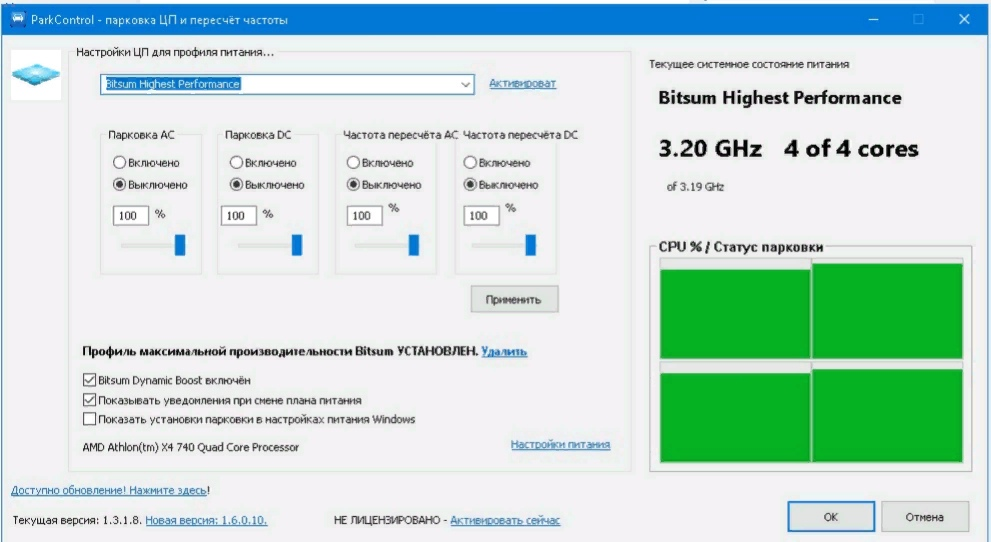 ParkControl - парковка ЦП и пересчёт частоты
Настройки ЦП для профиля питания...
Bitsum Highest Performance
Активироват
Парковка AC
Включено
Выключено
100 %
Парковка DC
Включено
Выключено
100 %
Частота пересчёта AC
Включено
Выключено
100 %
Частота пересчёта DC
Включено
Выключено
100 %
Применить
Профиль максимальной производительности Bitsum УСТАНОВЛЕН. Удалить
Bitsum Dynamic Boost включён
Показывать уведомления при смене плана питания
Показать установки парковки в настройках питания Windows
AMD Athlon(tm) X4 740 Quad Core Processor
Настройки питания
Текущее системное состояние питания
Bitsum Highest Performance
3.20 GHz 4 of 4 cores
of 3.19 GHz
CPU % / Статус парковки
Доступно обновление! Нажмите здесь!
Текущая версия: 1.3.1.8. Новая версия: 1.6.0.10.
НЕ ЛИЦЕНЗИРОВАНО - Активировать сейчас
OK
Отмена